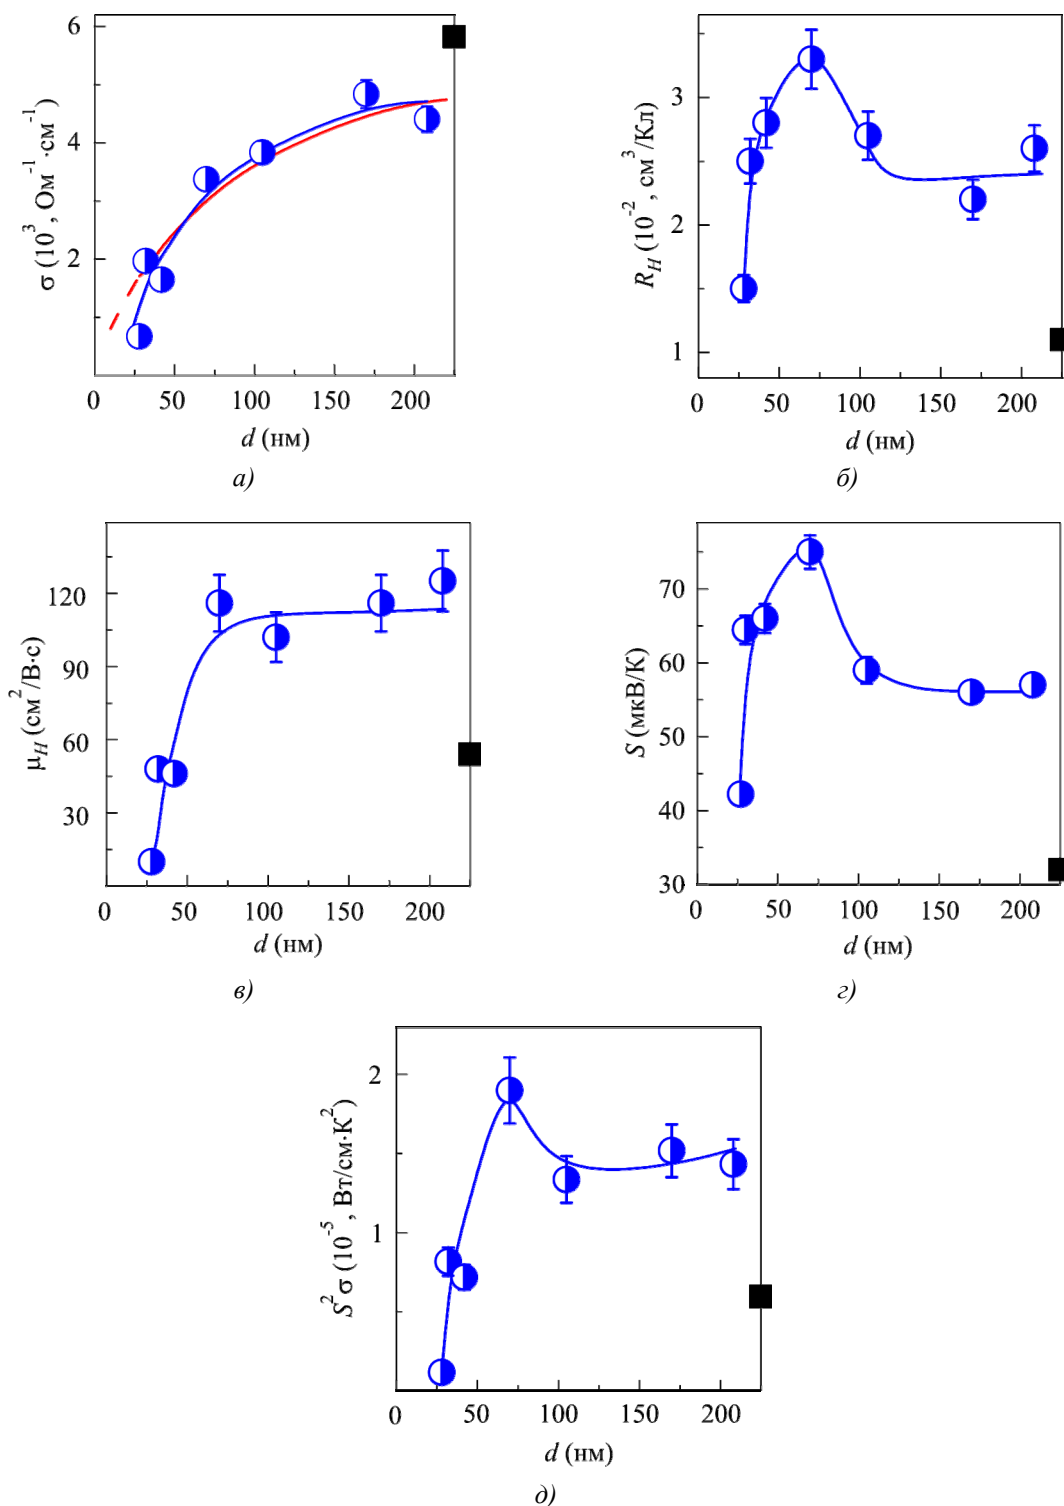 6
4
2
σ (10³, Ом⁻¹·см⁻¹)
0 50 100 150 200
d (нм)
а)
3
2
1
R_H (10⁻², см³/Кл)
0 50 100 150 200
d (нм)
б)
120
90
60
30
μ_H (см²/В·с)
0 50 100 150 200
d (нм)
в)
70
60
50
40
30
S (мкВ/К)
0 50 100 150 200
d (нм)
г)
2
1
S²σ (10⁻⁵, Вт/см·К²)
0 50 100 150 200
d (нм)
д)